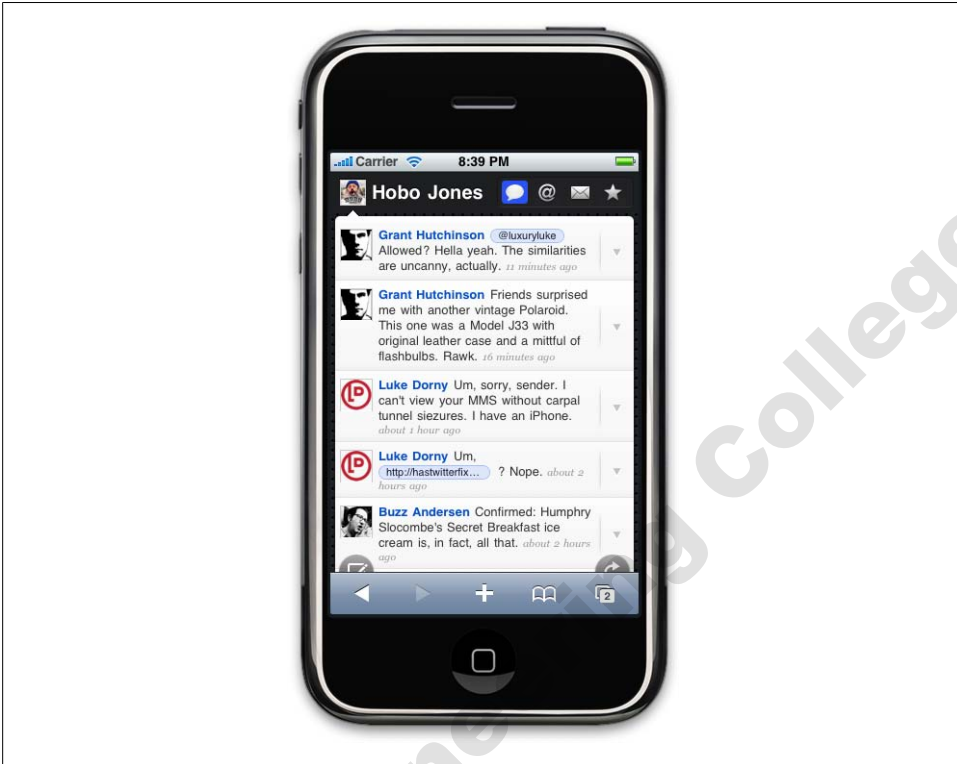 Carrier 8:39 PM
Hobo Jones @
Grant Hutchinson @luxuryluke
Allowed? Hella yeah. The similarities
are uncanny, actually. 11 minutes ago
Grant Hutchinson Friends surprised
me with another vintage Polaroid.
This one was a Model J33 with
original leather case and a mittful of
flashbulbs. Rawk. 16 minutes ago
Luke Dorny Um, sorry, sender. I
can't view your MMS without carpal
tunnel siezures. I have an iPhone.
about 1 hour ago
Luke Dorny Um,
http://hastwitterfix... ? Nope. about 2
hours ago
Buzz Andersen Confirmed: Humphry
Slocombe's Secret Breakfast ice
cream is, in fact, all that. about 2 hours
ago
2